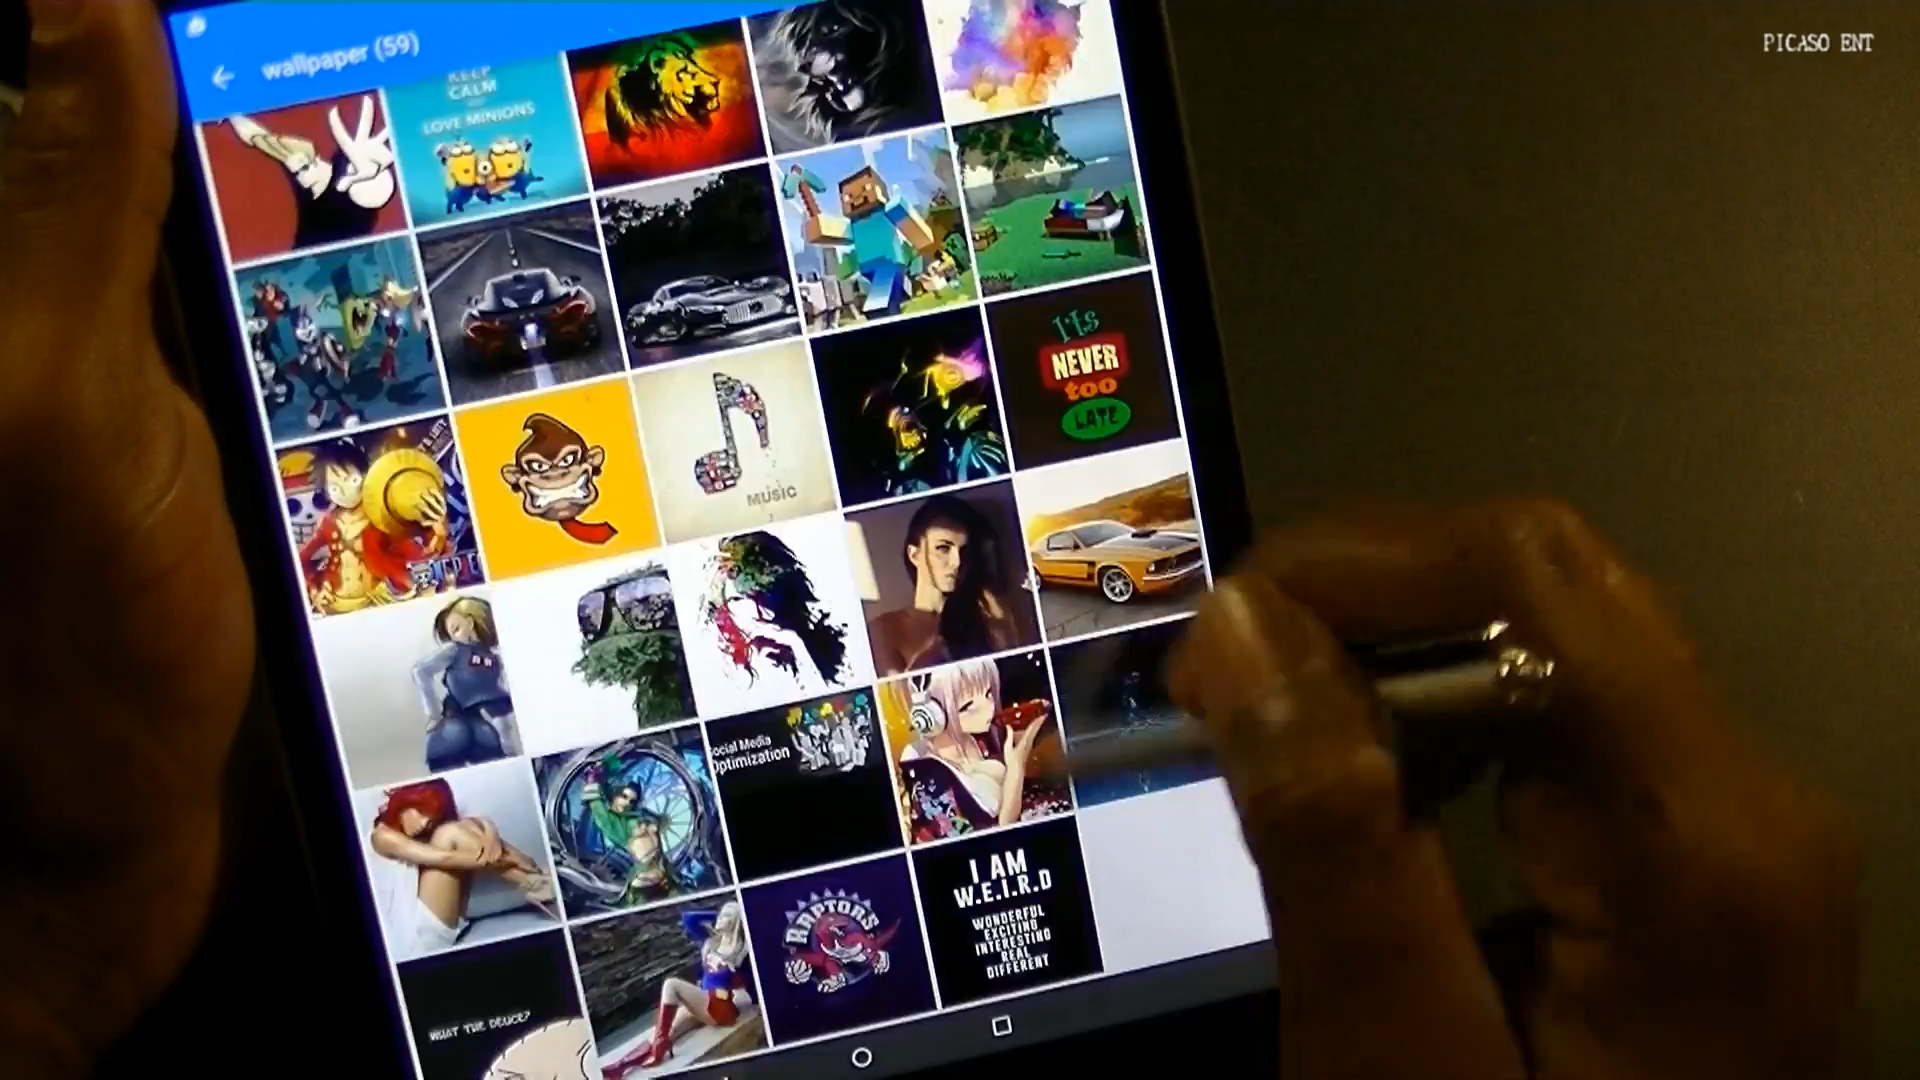 PICASO ENT
wallpaper (59)
KEEP
CALM
LOVE MINIONS
It's
NEVER
too
LATE
MUSIC
Social Media
Optimization
I AM
W.E.I.R.D
WONDERFUL
EXCITING
INTERESTING
REAL
DIFFERENT
RAPTORS
WHAT THE DEUCE?